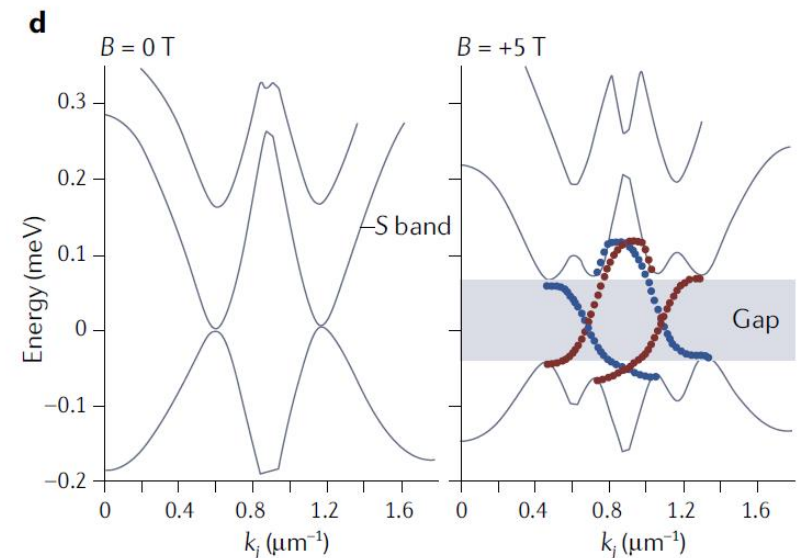 d
B = 0 T
B = +5 T
Energy (meV)
0.3
0.2
0.1
0
−0.1
−0.2
S band
Gap
0
0.4
0.8
1.2
1.6
0
0.4
0.8
1.2
1.6
kj (μm⁻¹)
kj (μm⁻¹)